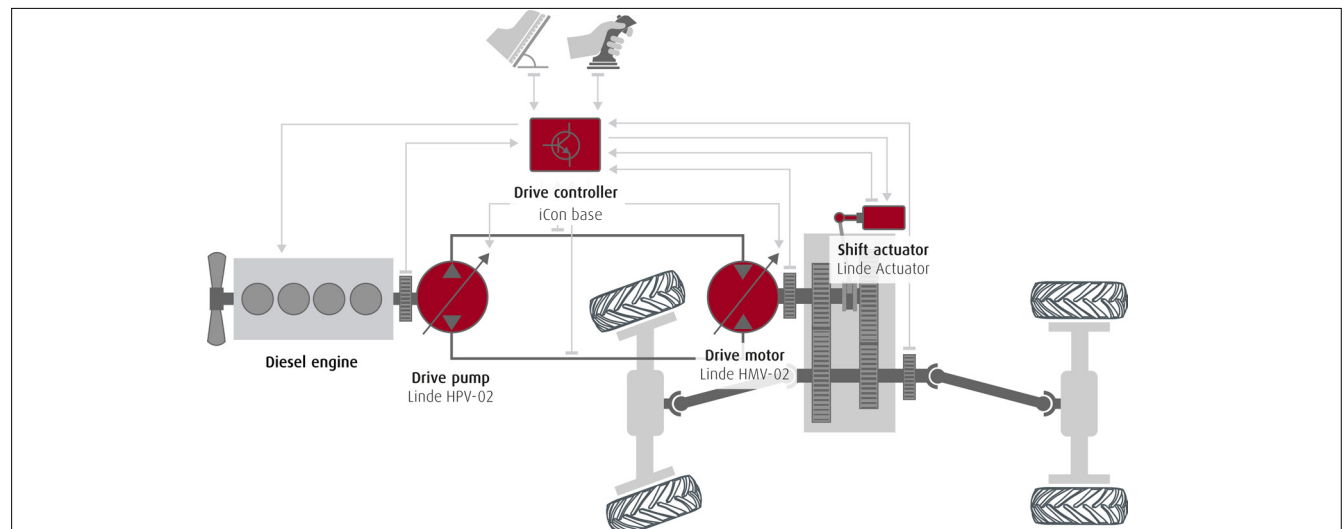 Drive controller
iCon base
Shift actuator
Linde Actuator
Diesel engine
Drive pump
Linde HPV-02
Drive motor
Linde HMV-02